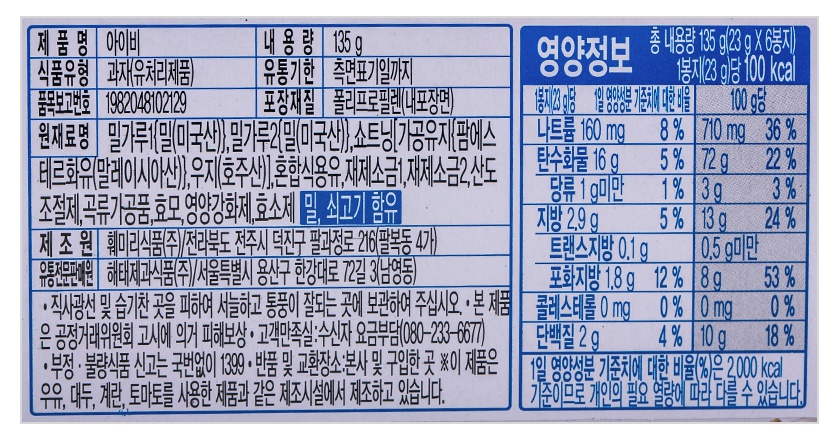 제품명 아이비 내용량 135 g
식품유형 과자(유처리제품) 유통기한 측면표기일까지
품목보고번호 1982048102129 포장재질 폴리프로필렌(내포장면)
원재료명 밀가루1{밀(미국산)},밀가루2{밀(미국산)},쇼트닝[가공유지{팜에스
테르화유(말레이시아산)},우지(호주산)],혼합식용유,재제소금1,재제소금2,산도
조절제,곡류가공품,효모,영양강화제,효소제 밀, 쇠고기 함유
제조원 훼미리식품(주)/전라북도 전주시 덕진구 팔과정로 216(팔복동 4가)
유통전문판매원 해태제과식품(주)/서울특별시 용산구 한강대로 72길 3(남영동)
•직사광선 및 습기찬 곳을 피하여 서늘하고 통풍이 잘되는 곳에 보관하여 주십시오. •본 제품
은 공정거래위원회 고시에 의거 피해보상 •고객만족실:수신자 요금부담(080-233-6677)
•부정·불량식품 신고는 국번없이 1399 •반품 및 교환장소:본사 및 구입한 곳 ※이 제품은
우유, 대두, 계란, 토마토를 사용한 제품과 같은 제조시설에서 제조하고 있습니다.
영양정보 총 내용량 135 g(23 g X 6봉지)
1봉지(23 g)당 100 kcal
1봉지(23 g)당 1일 영양성분 기준치에 대한 비율 100 g당
나트륨 160 mg 8 % 710 mg 36 %
탄수화물 16 g 5 % 72 g 22 %
당류 1 g미만 1 % 3 g 3 %
지방 2.9 g 5 % 13 g 24 %
트랜스지방 0.1 g 0.5 g미만
포화지방 1.8 g 12 % 8 g 53 %
콜레스테롤 0 mg 0 % 0 mg 0 %
단백질 2 g 4 % 10 g 18 %
1일 영양성분 기준치에 대한 비율(%)은 2,000 kcal
기준이므로 개인의 필요 열량에 따라 다를 수 있습니다.